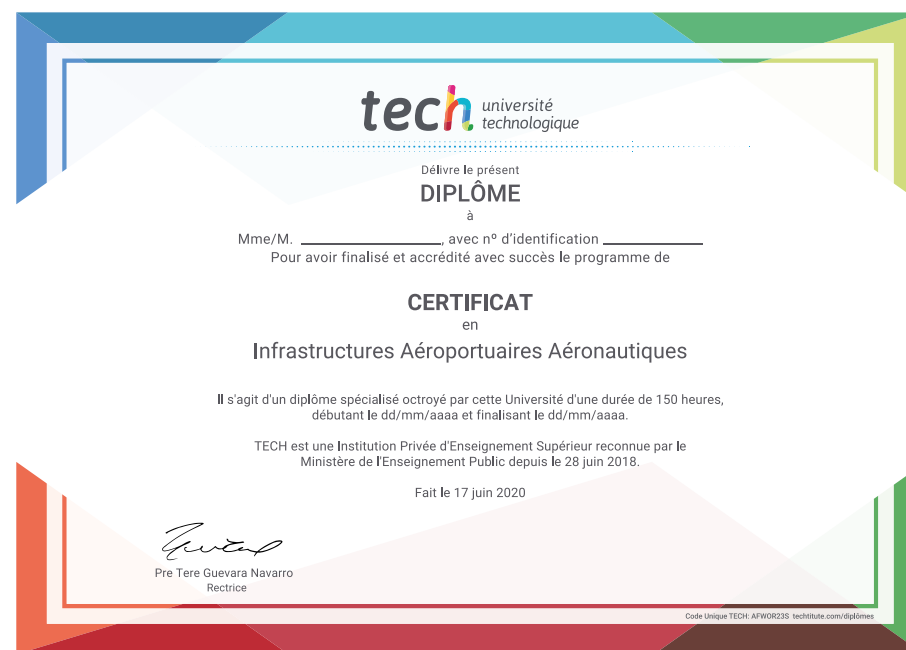 tech université
technologique
Délivre le présent
DIPLÔME
à
Mme/M. ____________________, avec nº d'identification ______________
Pour avoir finalisé et accrédité avec succès le programme de
CERTIFICAT
en
Infrastructures Aéroportuaires Aéronautiques
Il s'agit d'un diplôme spécialisé octroyé par cette Université d'une durée de 150 heures,
débutant le dd/mm/aaaa et finalisant le dd/mm/aaaa.
TECH est une Institution Privée d'Enseignement Supérieur reconnue par le
Ministère de l'Enseignement Public depuis le 28 juin 2018.
Fait le 17 juin 2020
Pre Tere Guevara Navarro
Rectrice
Code Unique TECH: AFWOR23S techtitute.com/diplômes